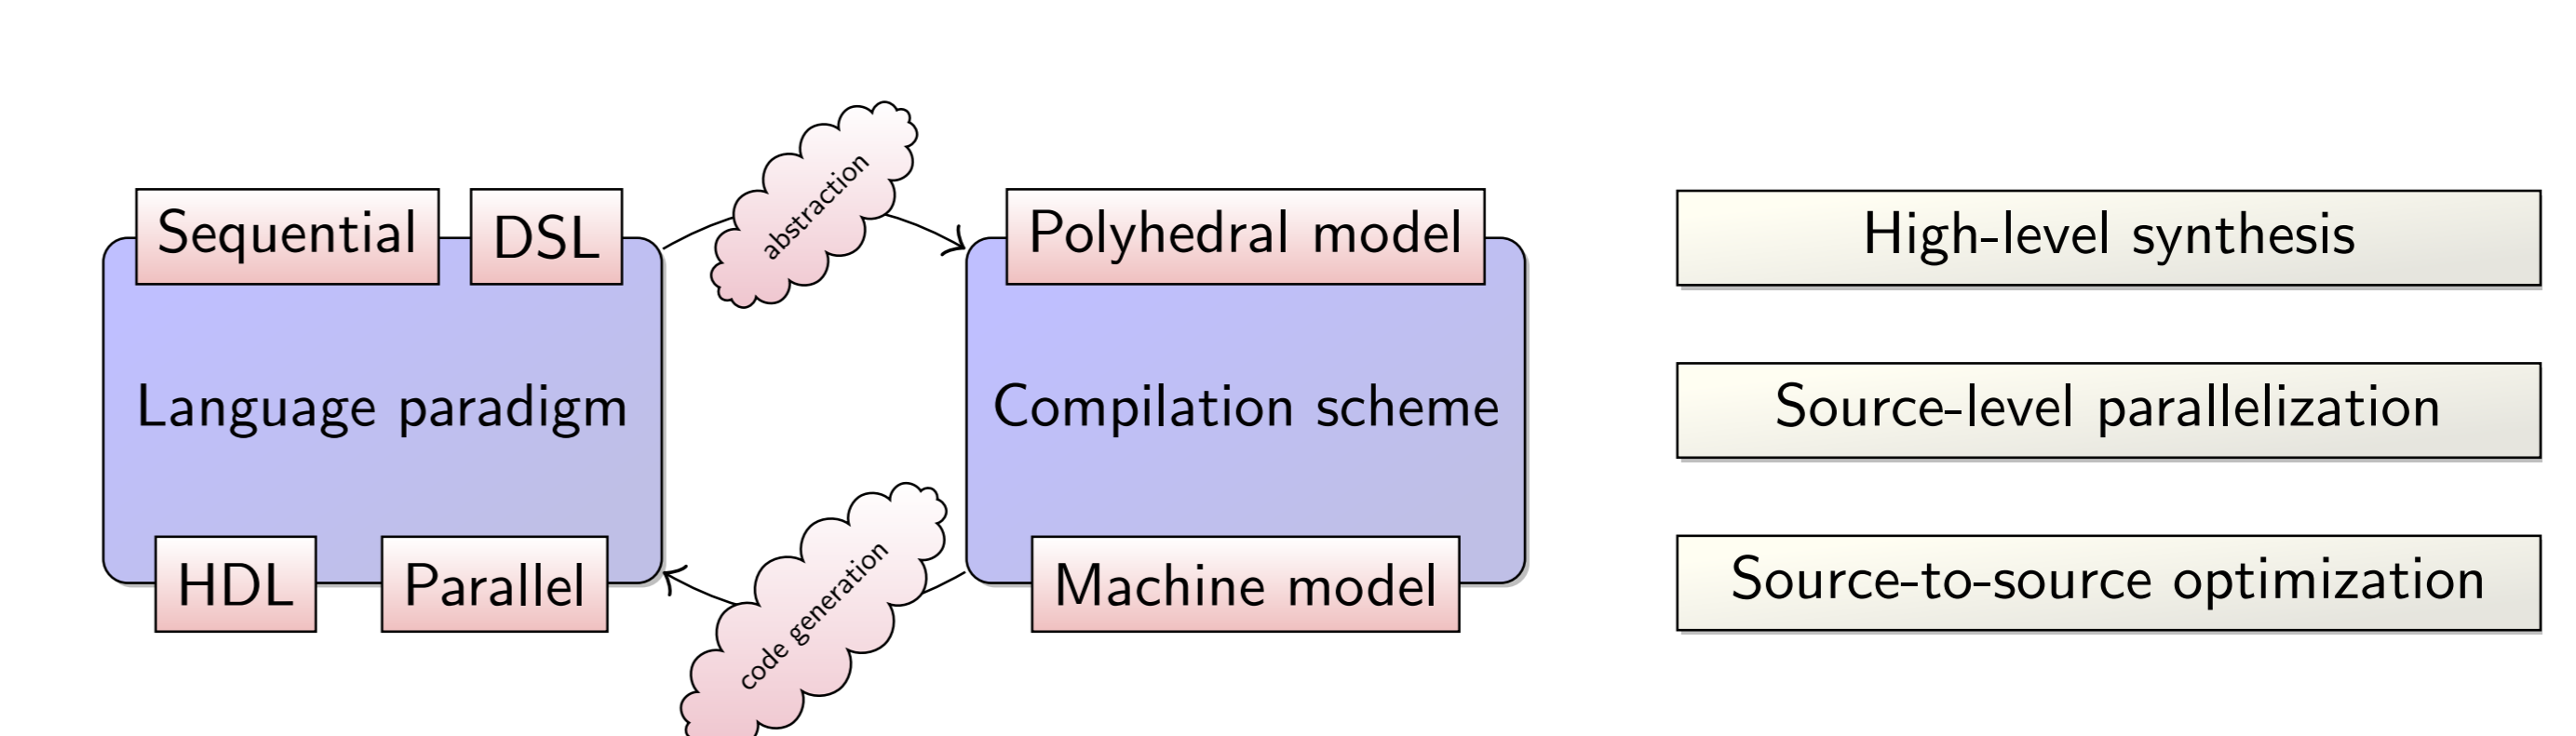 Sequential
DSL
Language paradigm
HDL
Parallel
abstraction
code generation
Polyhedral model
Compilation scheme
Machine model
High-level synthesis
Source-level parallelization
Source-to-source optimization